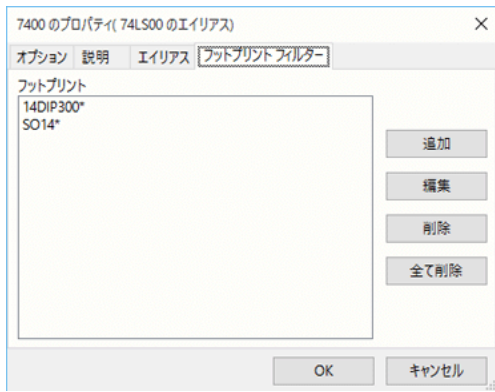 7400 のプロパティ( 74LS00 のエイリアス)
オプション 説明 エイリアス フットプリント フィルター
フットプリント
14DIP300*
SO14*
追加
編集
削除
全て削除
OK キャンセル